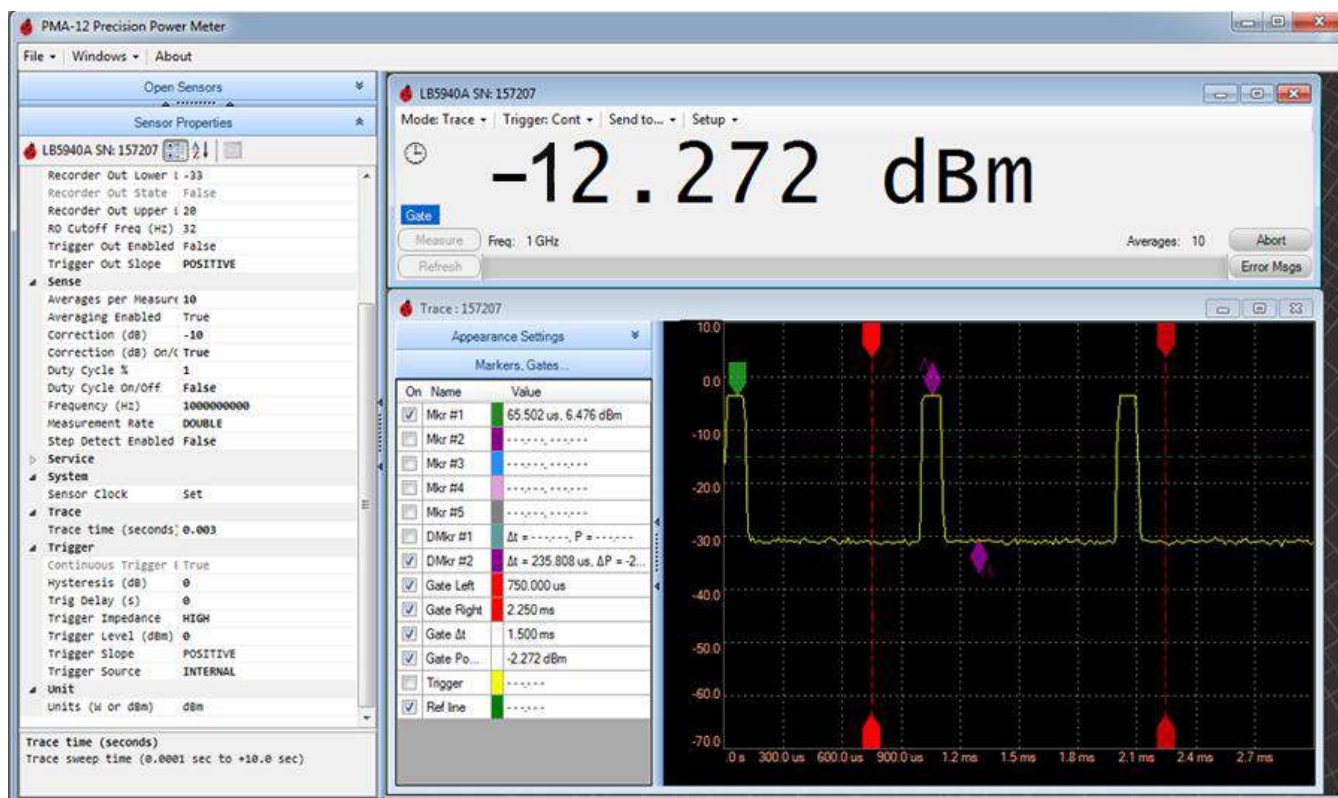 PMA-12 Precision Power Meter
File Windows About
Open Sensors
Sensor Properties
LB5940A SN: 157207
Recorder Out Lower -33
Recorder Out State False
Recorder Out Upper 20
RO Cutoff Freq (Hz) 32
Trigger Out Enabled False
Trigger Out Slope POSITIVE
Sense
Averages per Measure 10
Averaging Enabled True
Correction (dB) -10
Correction (dB) On/ True
Duty Cycle % 1
Duty Cycle On/Off False
Frequency (Hz) 1000000000
Measurement Rate DOUBLE
Step Detect Enabled False
Service
System
Sensor Clock Set
Trace
Trace time (seconds) 0.003
Trigger
Continuous Trigger True
Hysteresis (dB) 0
Trig Delay (s) 0
Trigger Impedance HIGH
Trigger Level (dBm) 0
Trigger Slope POSITIVE
Trigger Source INTERNAL
Unit
Units (W or dBm) dBm
Trace time (seconds)
Trace sweep time (0.0001 sec to +10.0 sec)
LB5940A SN: 157207
Mode: Trace Trigger: Cont Send to... Setup
-12.272 dBm
Gate
Measure Freq: 1 GHz Averages: 10 Abort
Refresh Error Msgs
Trace : 157207
Appearance Settings
Markers, Gates...
On Name Value
Mkr #1 65.502 us, 6.476 dBm
Mkr #2 ---.---, ---.---
Mkr #3 ---.---, ---.---
Mkr #4 ---.---, ---.---
Mkr #5 ---.---, ---.---
DMkr #1 Δt = ---.---, P = ---.---
DMkr #2 Δt = 235.808 us, ΔP = -2...
Gate Left 750.000 us
Gate Right 2.250 ms
Gate Δt 1.500 ms
Gate Po... -2.272 dBm
Trigger ---.---
Ref line ---.---
10.0
0.0
-10.0
-20.0
-30.0
-40.0
-50.0
-60.0
-70.0
.0 s 300.0 us 600.0 us 900.0 us 1.2 ms 1.5 ms 1.8 ms 2.1 ms 2.4 ms 2.7 ms